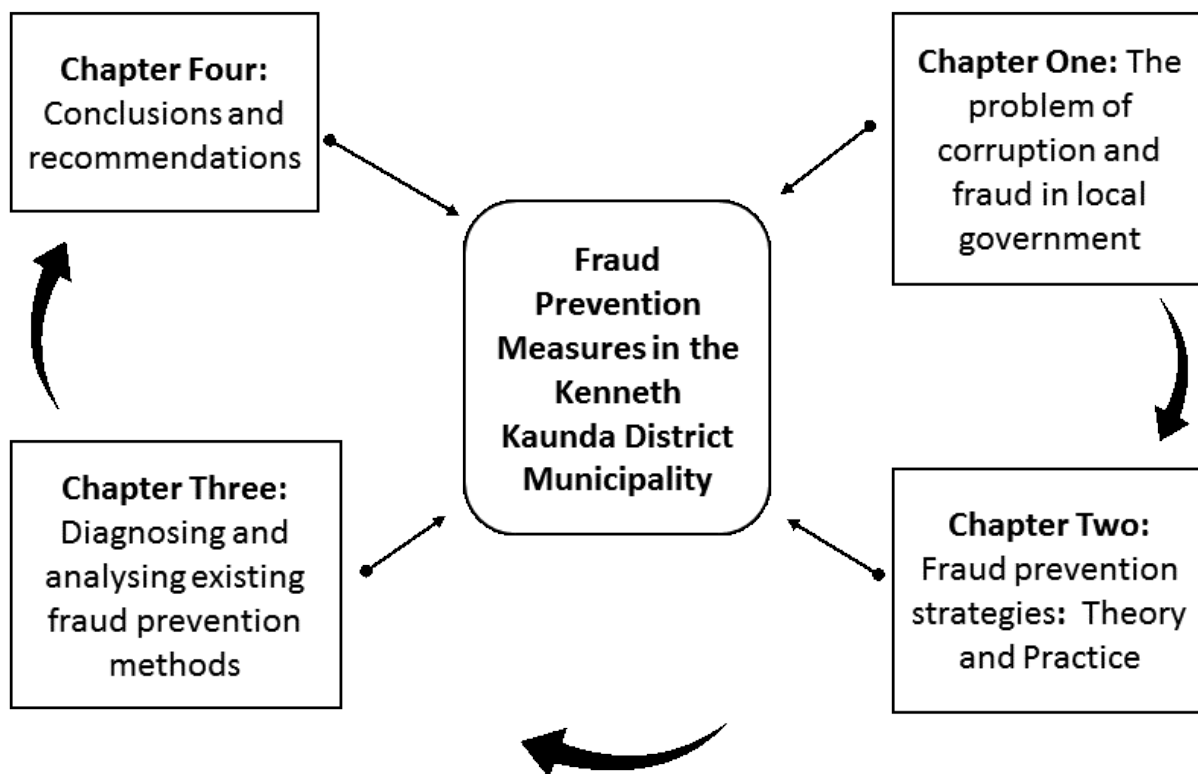 Chapter Four:
Conclusions and
recommendations
Chapter One: The
problem of
corruption and
fraud in local
government
Fraud
Prevention
Measures in the
Kenneth
Kaunda District
Municipality
Chapter Three:
Diagnosing and
analysing existing
fraud prevention
methods
Chapter Two:
Fraud prevention
strategies: Theory
and Practice